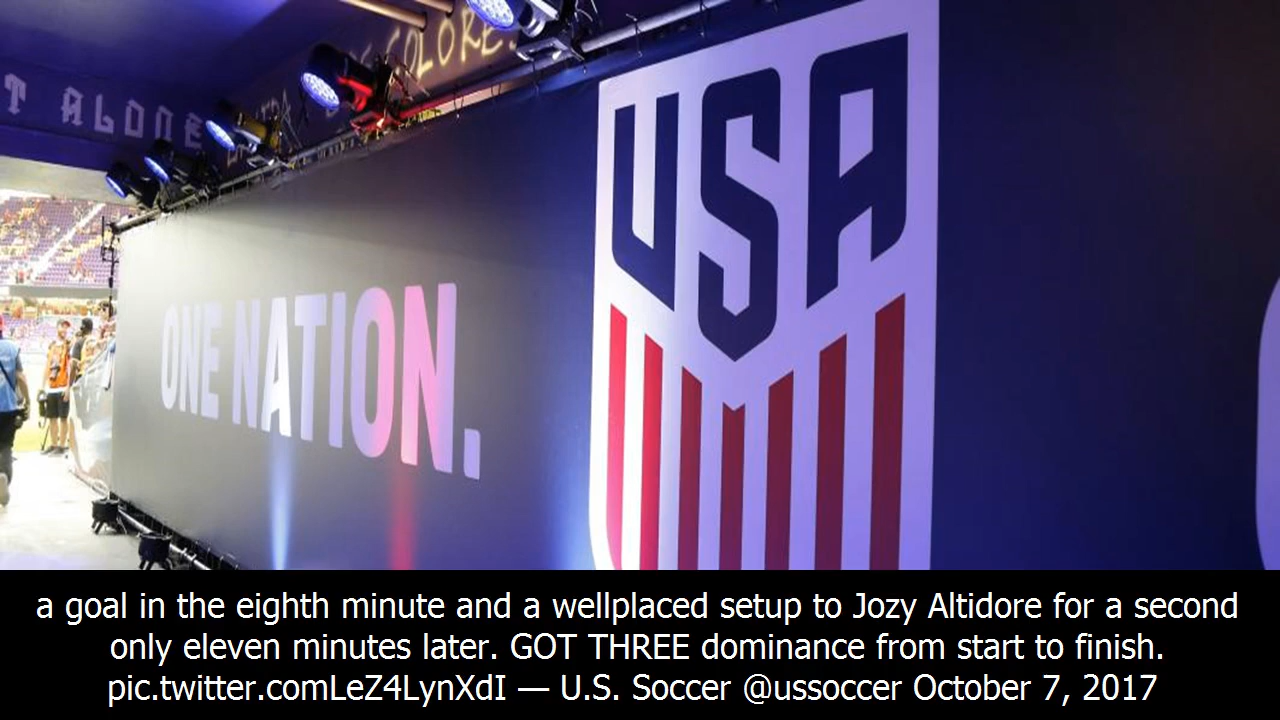 COLORE
T ALONE
USA
ONE NATION.
a goal in the eighth minute and a wellplaced setup to Jozy Altidore for a second
only eleven minutes later. GOT THREE dominance from start to finish.
pic.twitter.comLeZ4LynXdI — U.S. Soccer @ussoccer October 7, 2017